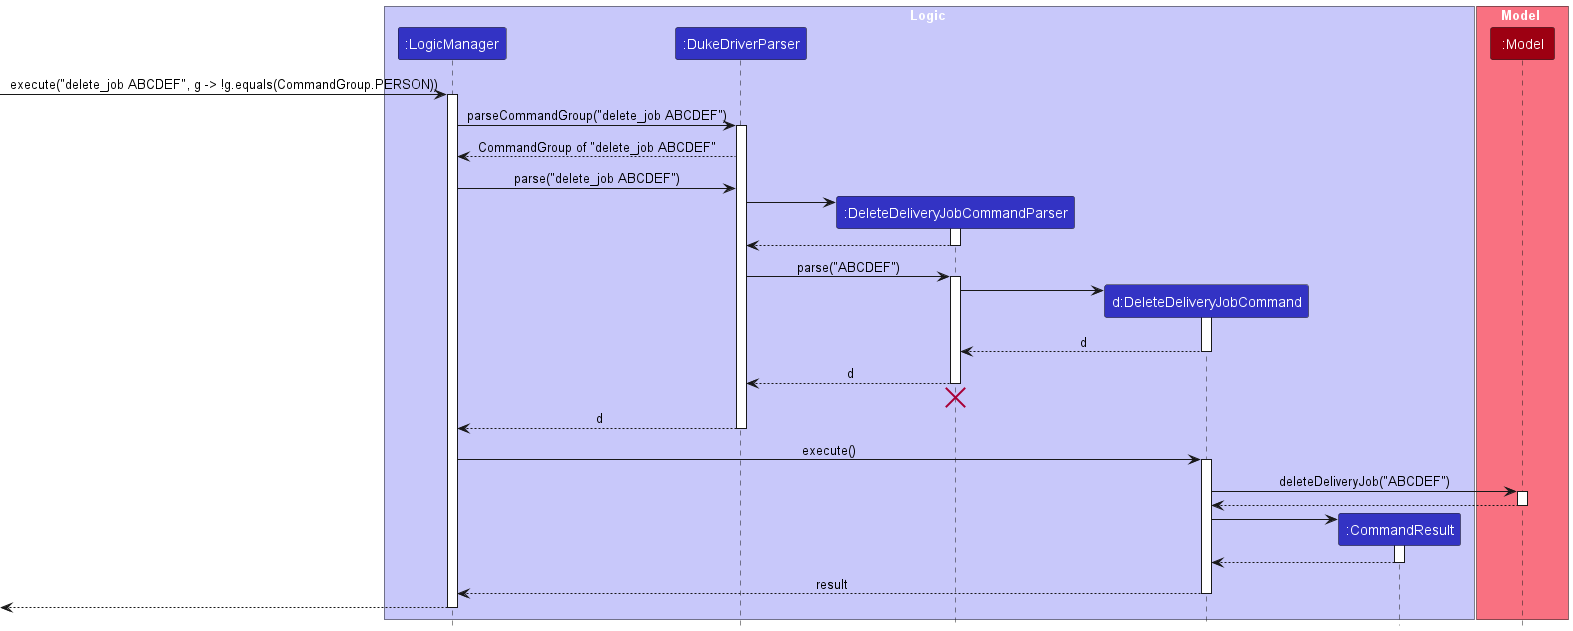 Logic
Model
:LogicManager
:DukeDriverParser
:Model
execute("delete_job ABCDEF", g -> !g.equals(CommandGroup.PERSON))
parseCommandGroup("delete_job ABCDEF")
CommandGroup of "delete_job ABCDEF"
parse("delete_job ABCDEF")
:DeleteDeliveryJobCommandParser
parse("ABCDEF")
d:DeleteDeliveryJobCommand
d
d
d
execute()
deleteDeliveryJob("ABCDEF")
:CommandResult
result